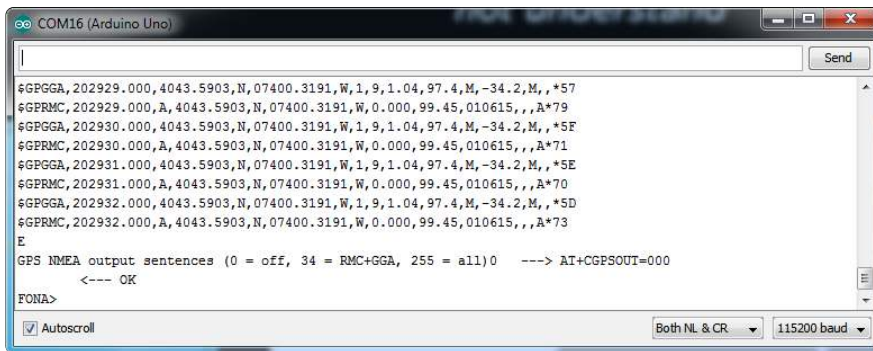 not understand
COM16 (Arduino Uno)
Send
$GPGGA,202929.000,4043.5903,N,07400.3191,W,1,9,1.04,97.4,M,-34.2,M,,*57
$GPRMC,202929.000,A,4043.5903,N,07400.3191,W,0.000,99.45,010615,,,A*79
$GPGGA,202930.000,4043.5903,N,07400.3191,W,1,9,1.04,97.4,M,-34.2,M,,*5F
$GPRMC,202930.000,A,4043.5903,N,07400.3191,W,0.000,99.45,010615,,,A*71
$GPGGA,202931.000,4043.5903,N,07400.3191,W,1,9,1.04,97.4,M,-34.2,M,,*5E
$GPRMC,202931.000,A,4043.5903,N,07400.3191,W,0.000,99.45,010615,,,A*70
$GPGGA,202932.000,4043.5903,N,07400.3191,W,1,9,1.04,97.4,M,-34.2,M,,*5D
$GPRMC,202932.000,A,4043.5903,N,07400.3191,W,0.000,99.45,010615,,,A*73
E
GPS NMEA output sentences (0 = off, 34 = RMC+GGA, 255 = all)0 ---> AT+CGPSOUT=000
<--- OK
FONA>
Autoscroll Both NL & CR 115200 baud